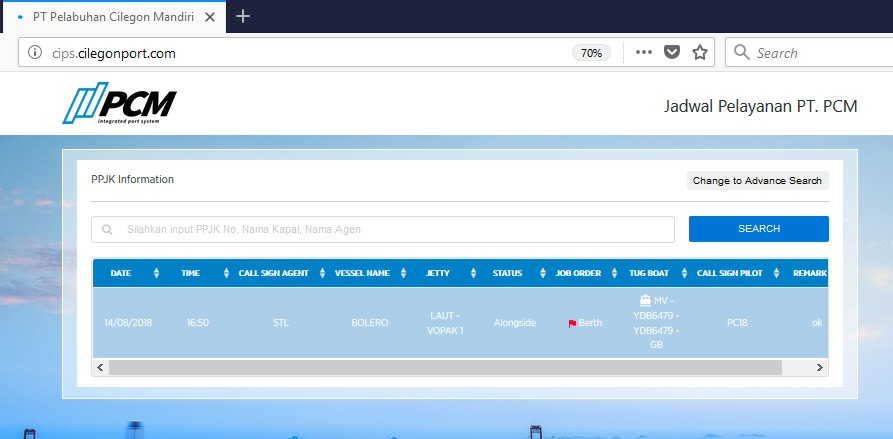 PT Pelabuhan Cilegon Mandiri
cips.cilegonport.com
70%
Search
PCM
integrated port system
Jadwal Pelayanan PT. PCM
PPJK Information
Change to Advance Search
Silahkan input PPJK No, Nama Kapal, Nama Agen
SEARCH
DATE TIME CALL SIGN AGENT VESSEL NAME JETTY STATUS JOB ORDER TUG BOAT CALL SIGN PILOT REMARK
14/08/2018 16:50 STL BOLERO
LAUT -
VOPAK 1
Alongside Berth
MV -
YDB6479 -
YDB6479 -
GB
PC18 ok